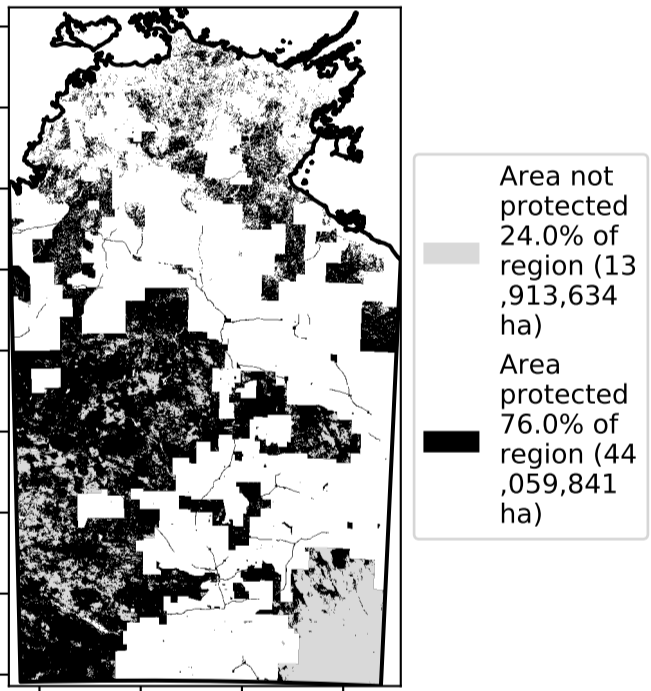 Area not
protected
24.0% of
region (13
,913,634
ha)
Area
protected
76.0% of
region (44
,059,841
ha)